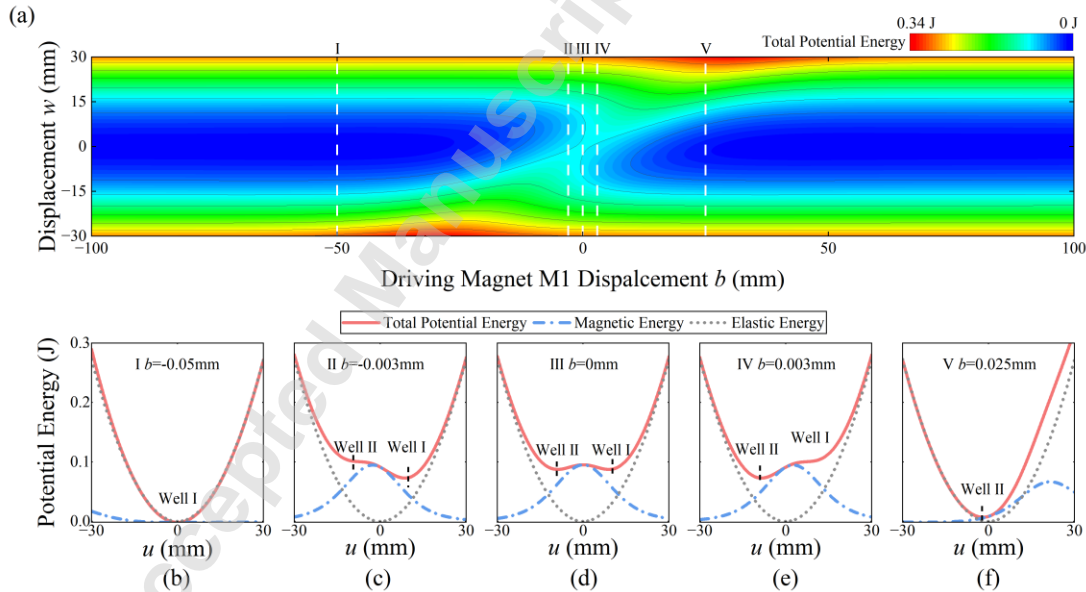 (a)
0.34 J
0 J
Total Potential Energy
I
II
III
IV
V
Displacement w (mm)
30
15
0
−15
−30
−100
−50
0
50
100
Driving Magnet M1 Dispalcement b (mm)
Accepted Manuscrip
Total Potential Energy
Magnetic Energy
Elastic Energy
Potential Energy (J)
0.3
0.2
0.1
0.0
I b=-0.05mm
Well I
−30
0
30
u (mm)
(b)
II b=-0.003mm
Well II
Well I
−30
0
30
u (mm)
(c)
III b=0mm
Well II
Well I
−30
0
30
u (mm)
(d)
IV b=0.003mm
Well II
Well I
−30
0
30
u (mm)
(e)
V b=0.025mm
Well II
−30
0
30
u (mm)
(f)